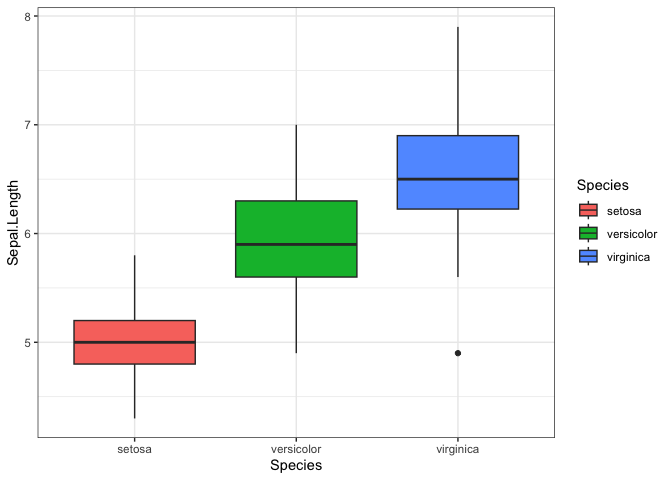 8
7
6
5
Sepal.Length
setosa
versicolor
virginica
Species
Species
setosa
versicolor
virginica